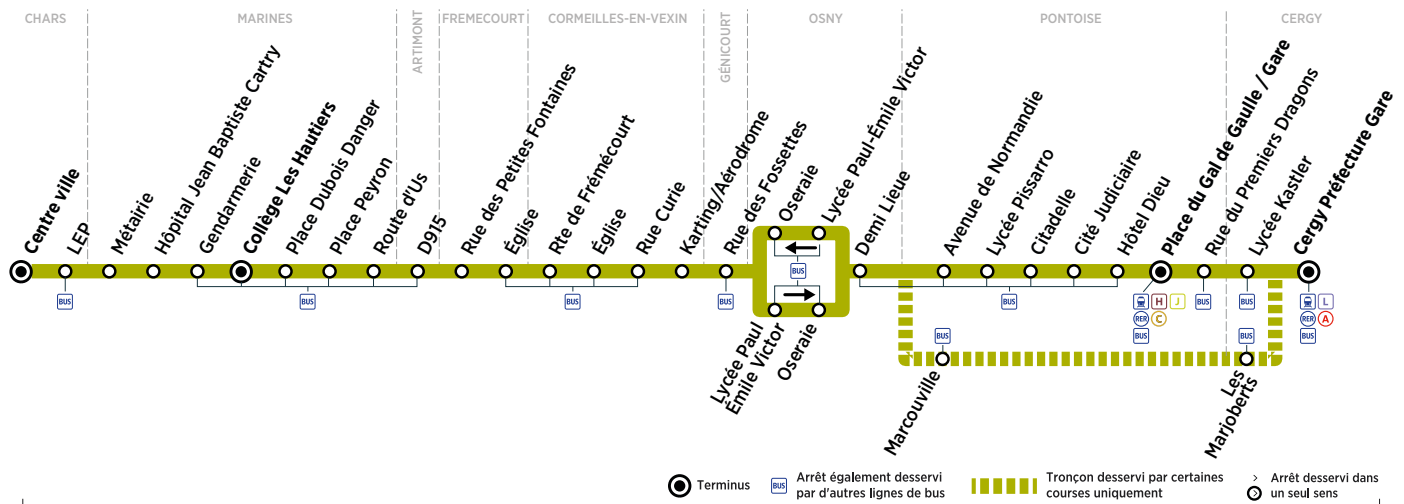 CHARS
MARINES
ARTIMONT
FREMECOURT
CORMEILLES-EN-VEXIN
GÉNICOURT
OSNY
PONTOISE
CERGY
Centre ville
LEP
Métairie
Hôpital Jean Baptiste Cartry
Gendarmerie
Collège Les Hautiers
Place Dubois Danger
Place Peyron
Route d'Us
D915
Rue des Petites Fontaines
Église
Rte de Frémécourt
Église
Rue Curie
Karting/Aérodrome
Rue des Fossettes
Oseraie
Lycée Paul-Émile Victor
Demi Lieue
Avenue de Normandie
Lycée Pissarro
Citadelle
Cité Judiciaire
Hôtel Dieu
Place du Gal de Gaulle / Gare
Rue du Premiers Dragons
Lycée Kastler
Cergy Préfecture Gare
BUS
BUS
BUS
BUS
BUS
BUS
BUS
H J
RER C
BUS
BUS
BUS
L
RER A
BUS
Lycée Paul
Émile Victor
Oseraie
BUS
Marcouville
BUS
Les
Marjoberts
Terminus
BUS
Arrêt également desservi
par d'autres lignes de bus
Tronçon desservi par certaines
courses uniquement
Arrêt desservi dans
un seul sens